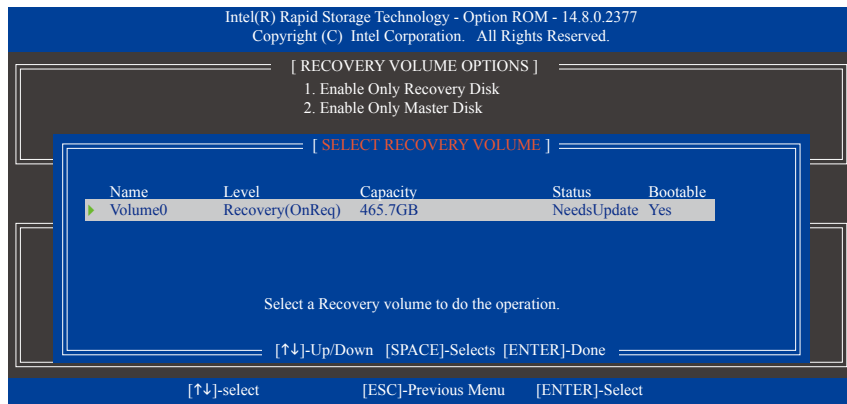 Intel(R) Rapid Storage Technology - Option ROM - 14.8.0.2377
Copyright (C) Intel Corporation. All Rights Reserved.
[ RECOVERY VOLUME OPTIONS ]
1. Enable Only Recovery Disk
2. Enable Only Master Disk
[ SELECT RECOVERY VOLUME ]
Name Level Capacity Status Bootable
Volume0 Recovery(OnReq) 465.7GB NeedsUpdate Yes
Select a Recovery volume to do the operation.
[↑↓]-Up/Down [SPACE]-Selects [ENTER]-Done
[↑↓]-select [ESC]-Previous Menu [ENTER]-Select